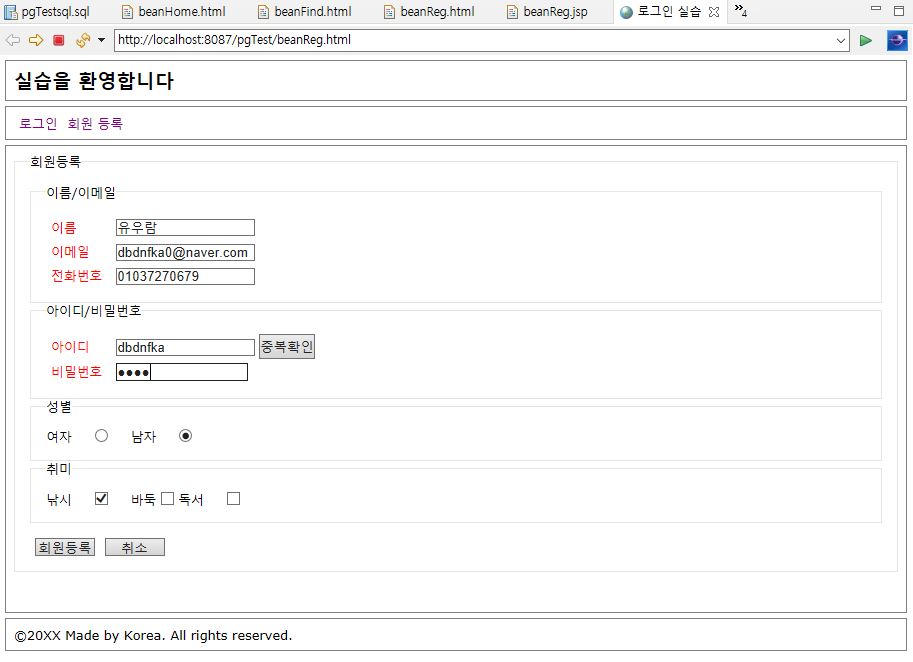 pgTestsql.sql beanHome.html beanFind.html beanReg.html beanReg.jsp 로그인 실습 »4
http://localhost:8087/pgTest/beanReg.html
실습을 환영합니다
로그인 회원 등록
회원등록
이름/이메일
이름 유우람
이메일 dbdnfka0@naver.com
전화번호 01037270679
아이디/비밀번호
아이디 dbdnfka 중복확인
비밀번호 ●●●●
성별
여자 남자
취미
낚시 바둑 독서
회원등록 취소
©20XX Made by Korea. All rights reserved.